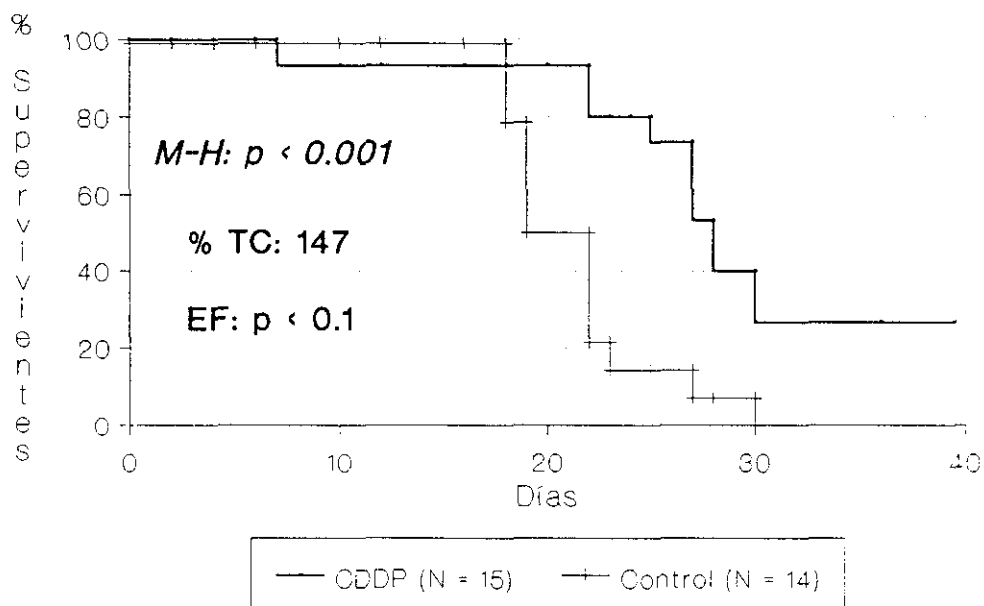 % Supervivientes
100
80
60
40
20
0
M-H: p < 0.001
% TC: 147
EF: p < 0.1
0 10 20 30 40
Días
CDDP (N = 15) Control (N = 14)